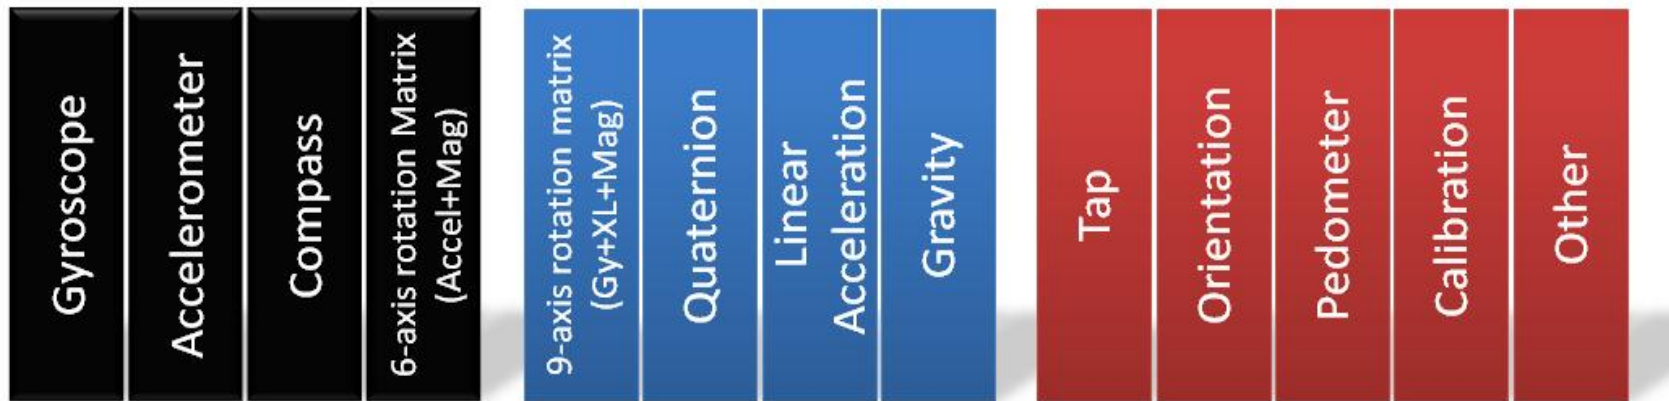 Gyroscope
Accelerometer
Compass
6-axis rotation Matrix
(Accel+Mag)
9-axis rotation matrix
(Gy+XL+Mag)
Quaternion
Linear
Acceleration
Gravity
Tap
Orientation
Pedometer
Calibration
Other